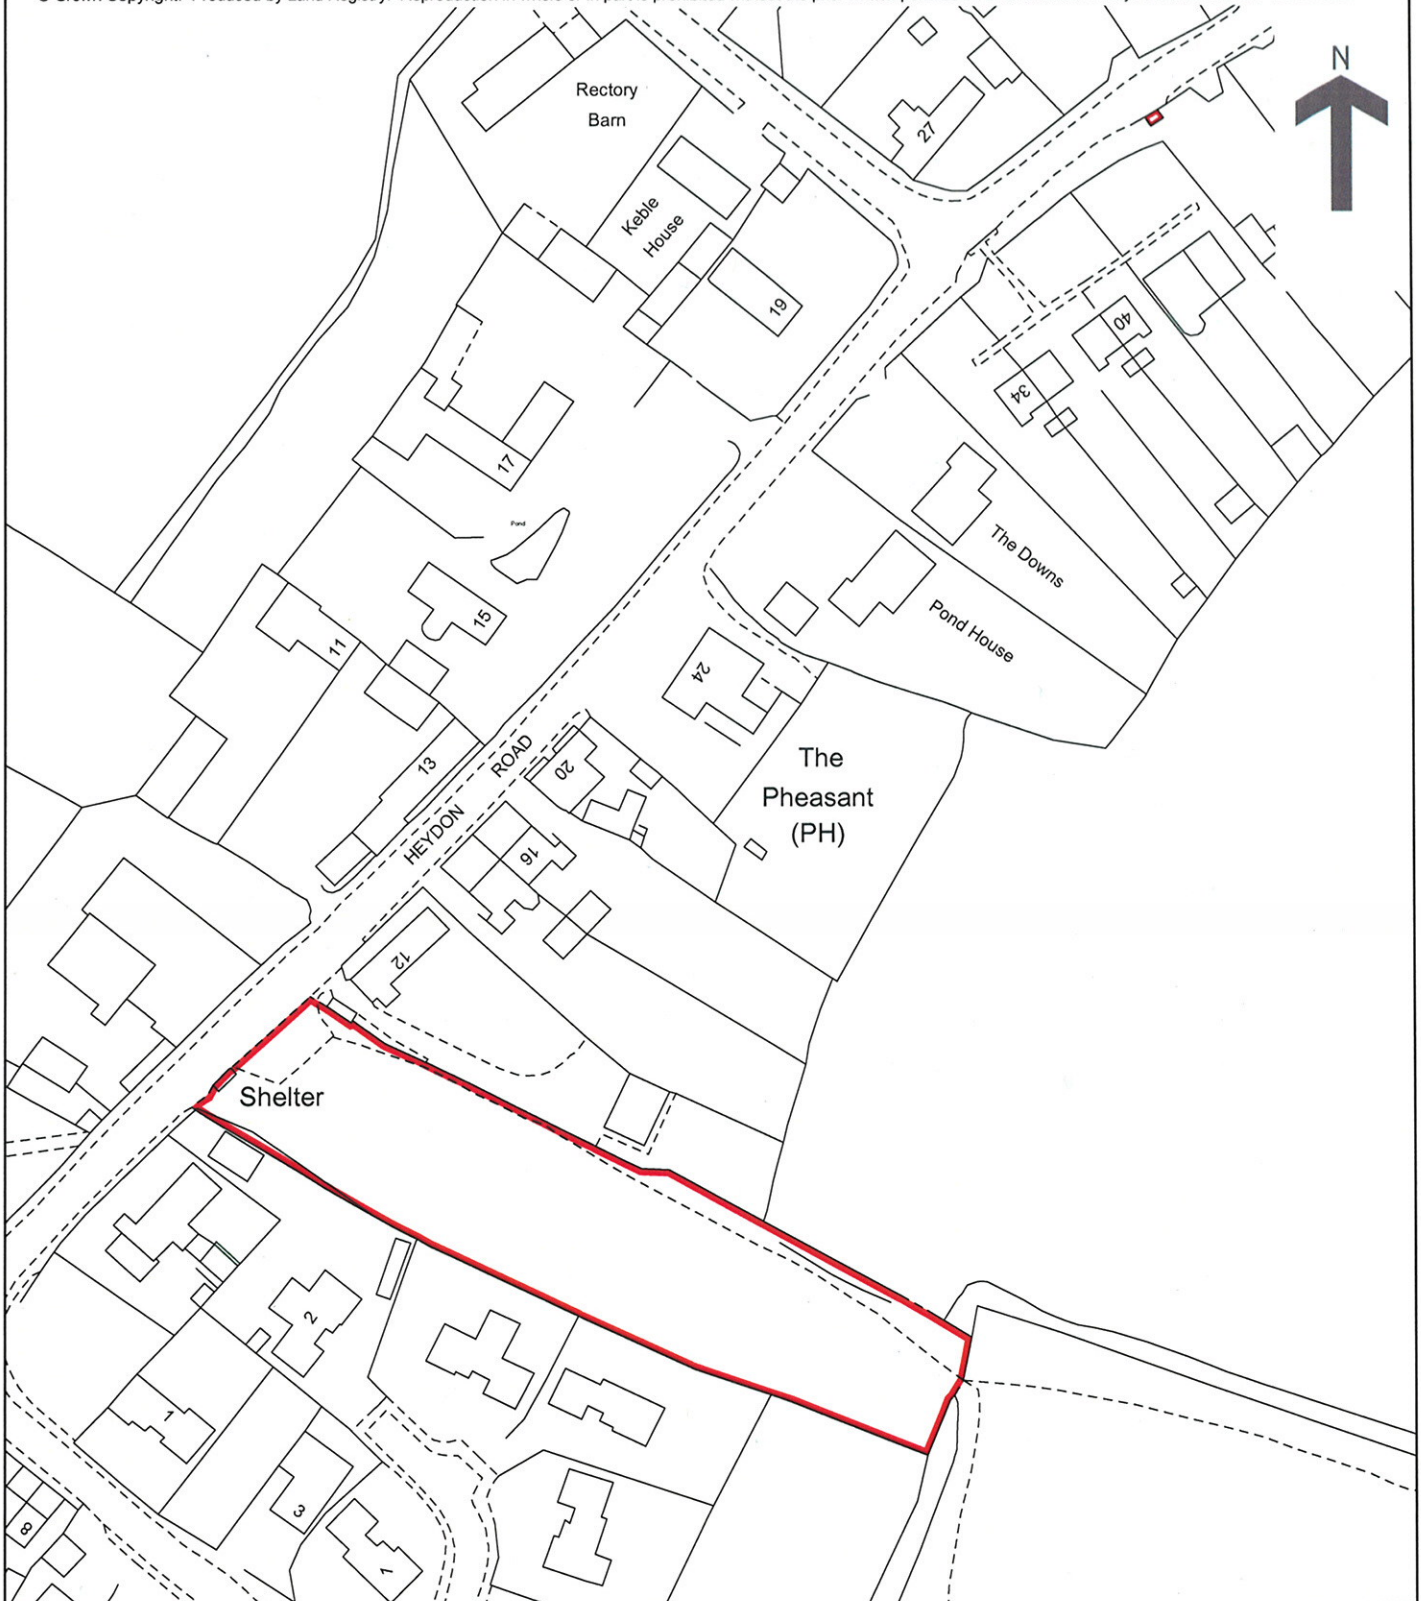 N
Rectory
Barn
27
Keble
House
19
40
34
17
The Downs
Pond
15
Pond House
11
24
The
Pheasant
(PH)
ROAD
20
13
HEYDON
16
12
Shelter
2
1
3
8
1